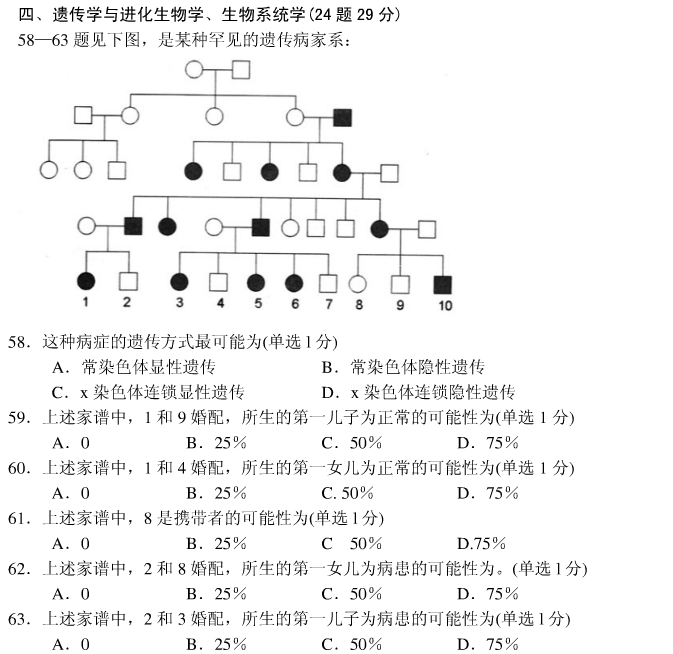 四、遗传学与进化生物学、生物系统学(24 题 29 分)
58—63 题见下图，是某种罕见的遗传病家系：
1 2 3 4 5 6 7 8 9 10
58．这种病症的遗传方式最可能为(单选 1 分)
A．常染色体显性遗传 B．常染色体隐性遗传
C．x 染色体连锁显性遗传 D．x 染色体连锁隐性遗传
59．上述家谱中，1 和 9 婚配，所生的第一儿子为正常的可能性为(单选 1 分)
A．0 B．25％ C．50％ D．75％
60．上述家谱中，1 和 4 婚配，所生的第一女儿为正常的可能性为(单选 1 分)
A．0 B．25％ C. 50％ D．75％
61．上述家谱中，8 是携带者的可能性为(单选 1 分)
A．0 B．25％ C 50％ D.75％
62．上述家谱中，2 和 8 婚配，所生的第一女儿为病患的可能性为。(单选 1 分)
A．0 B．25％ C．50％ D．75％
63．上述家谱中，2 和 3 婚配，所生的第一儿子为病患的可能性为(单选 1 分)
A．0 B．25％ C．50％ D．75％